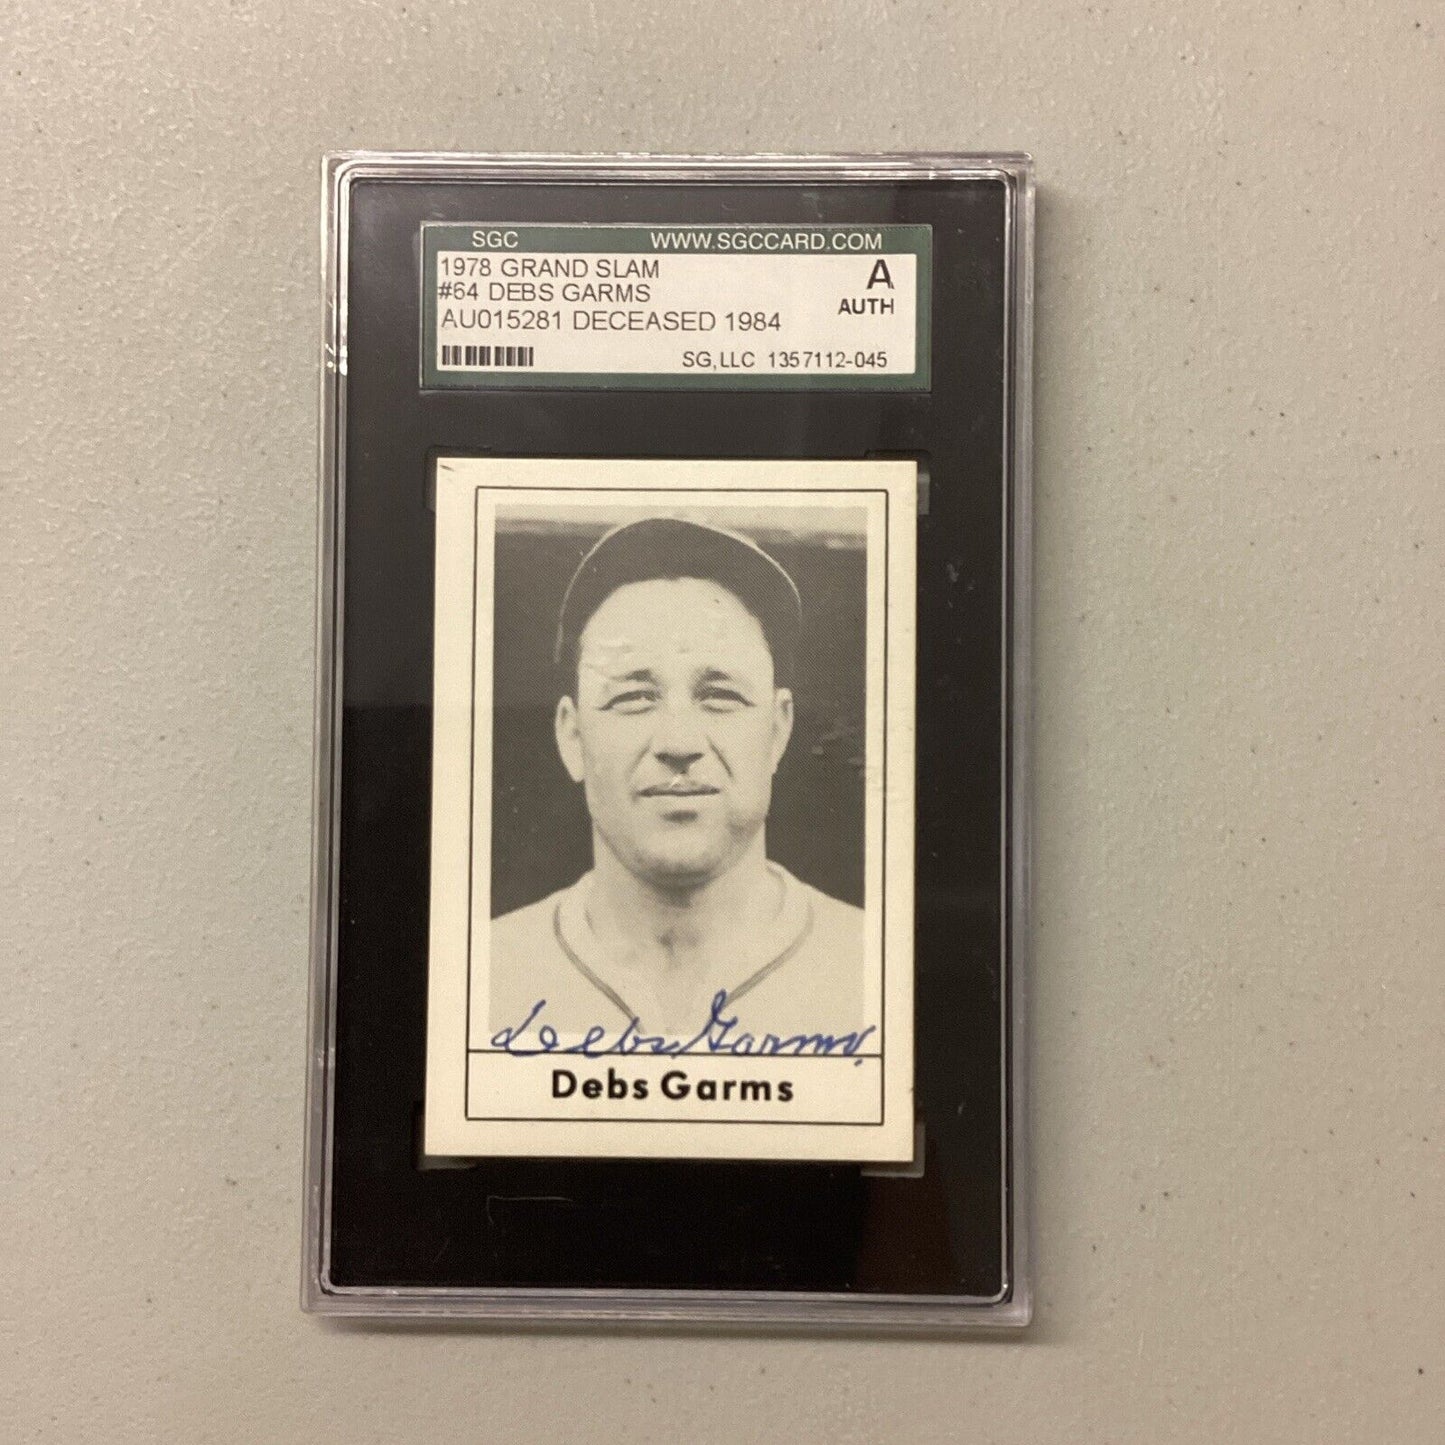 SGC WWW.SGCCARD.COM
1978 GRAND SLAM A
#64 DEBS GARMS AUTH
AU015281 DECEASED 1984
SG,LLC 1357112-045
Debs Garms
Debs Garms